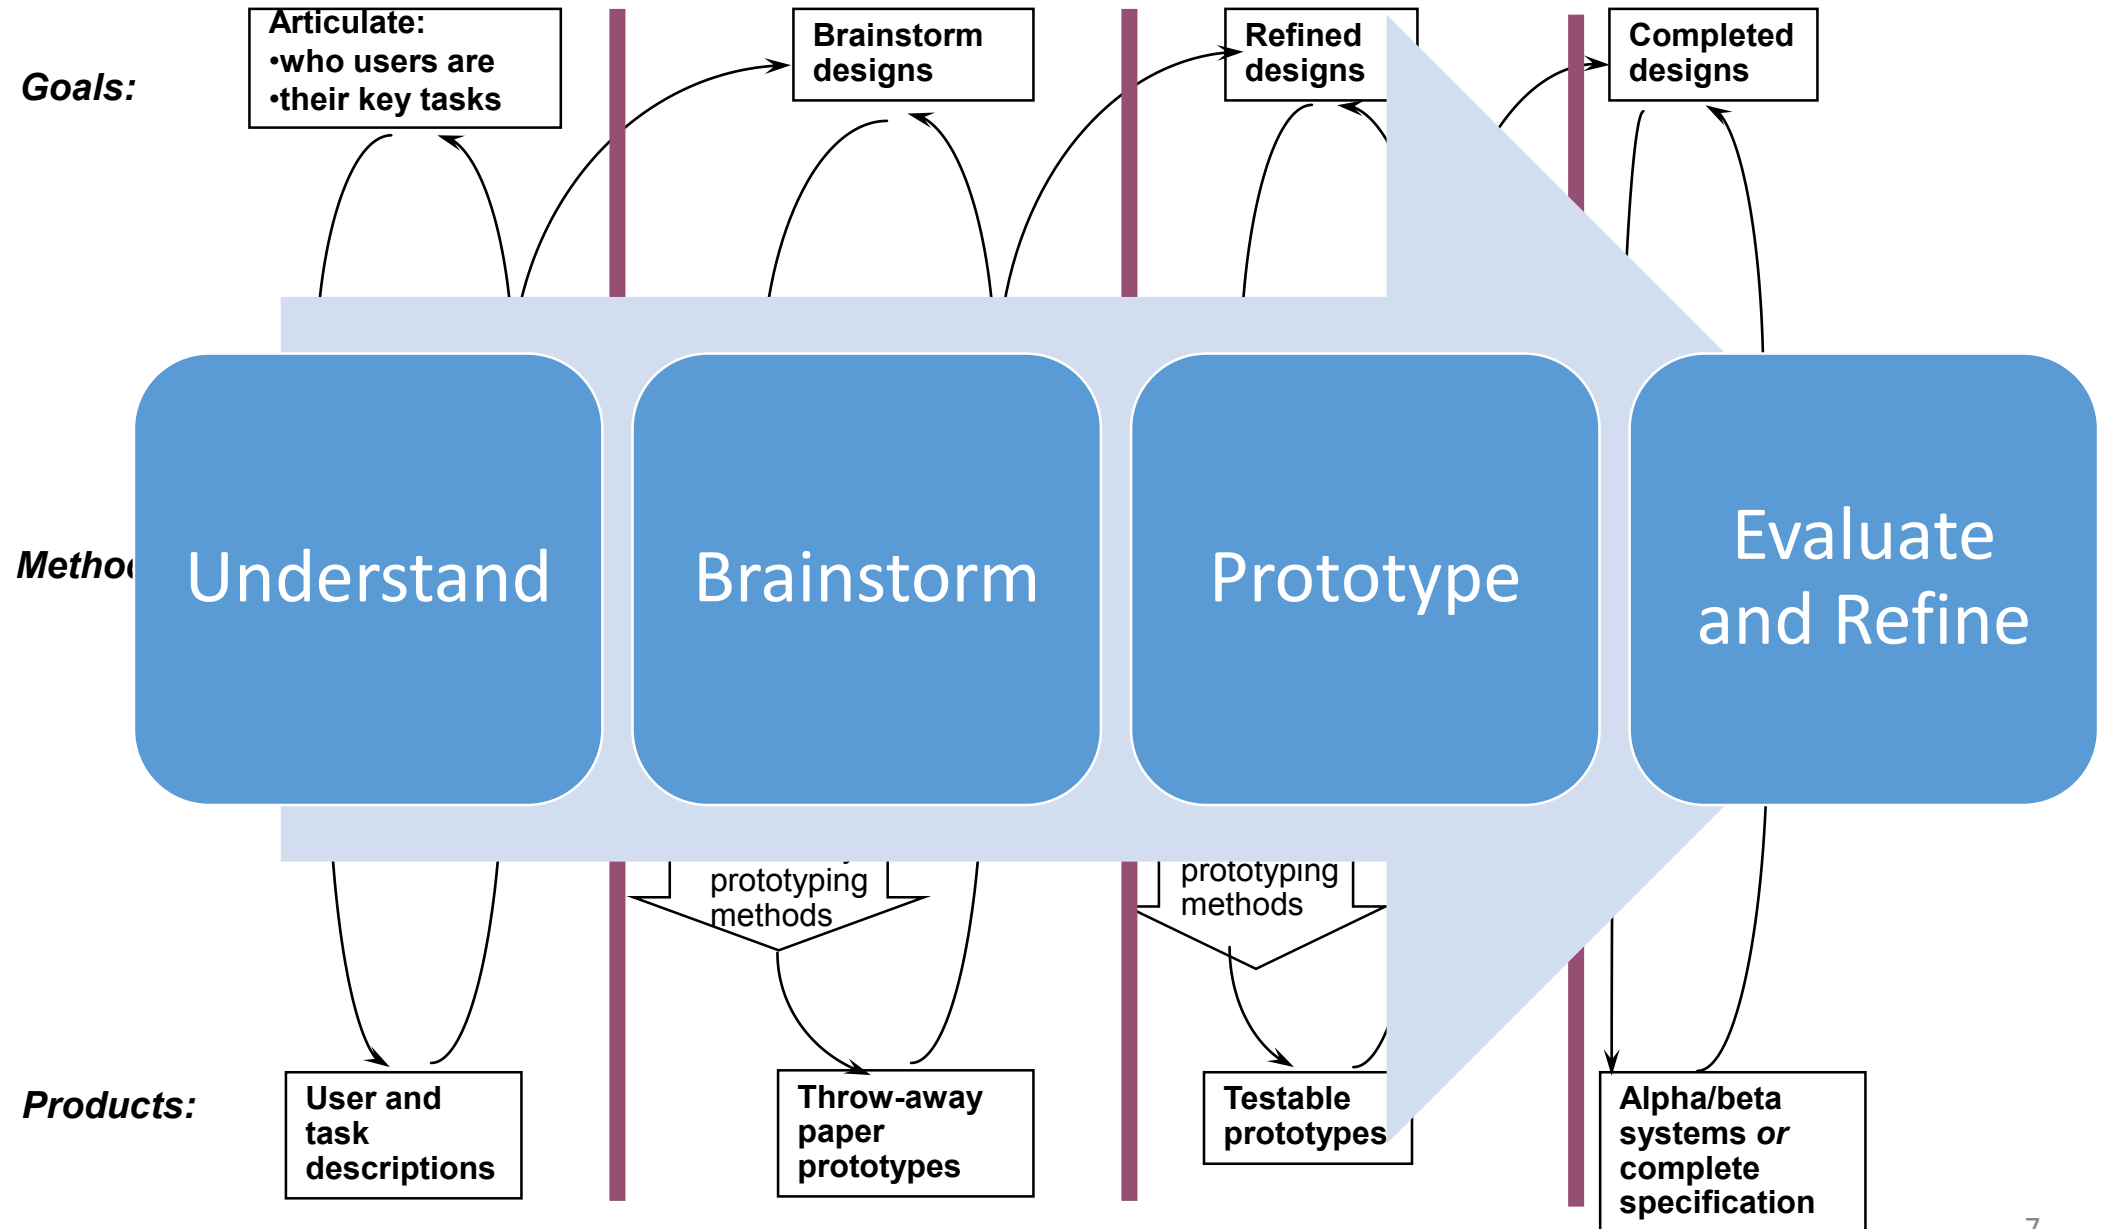 Articulate:
•who users are
•their key tasks
Brainstorm
designs
Refined
designs
Completed
designs
Goals:
Understand
Brainstorm
Prototype
Evaluate
and Refine
prototyping
methods
prototyping
methods
Products:
User and
task
descriptions
Throw-away
paper
prototypes
Testable
prototypes
Alpha/beta
systems or
complete
specification
7